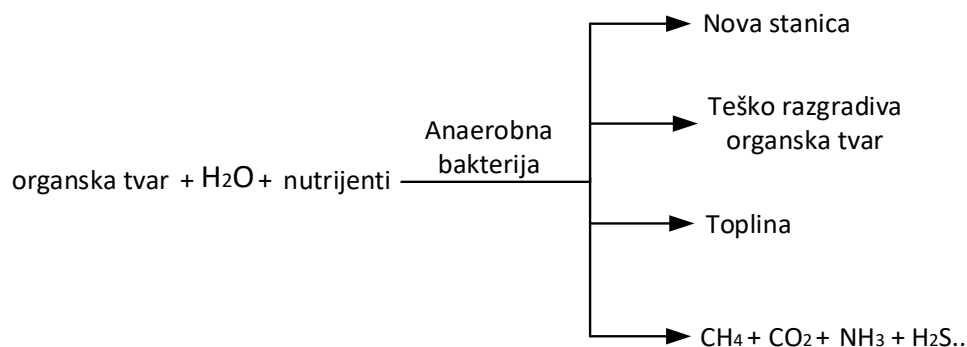 Nova stanica
Teško razgradiva
organska tvar
Anaerobna
bakterija
organska tvar + H2O + nutrijenti
Toplina
CH4 + CO2 + NH3 + H2S..